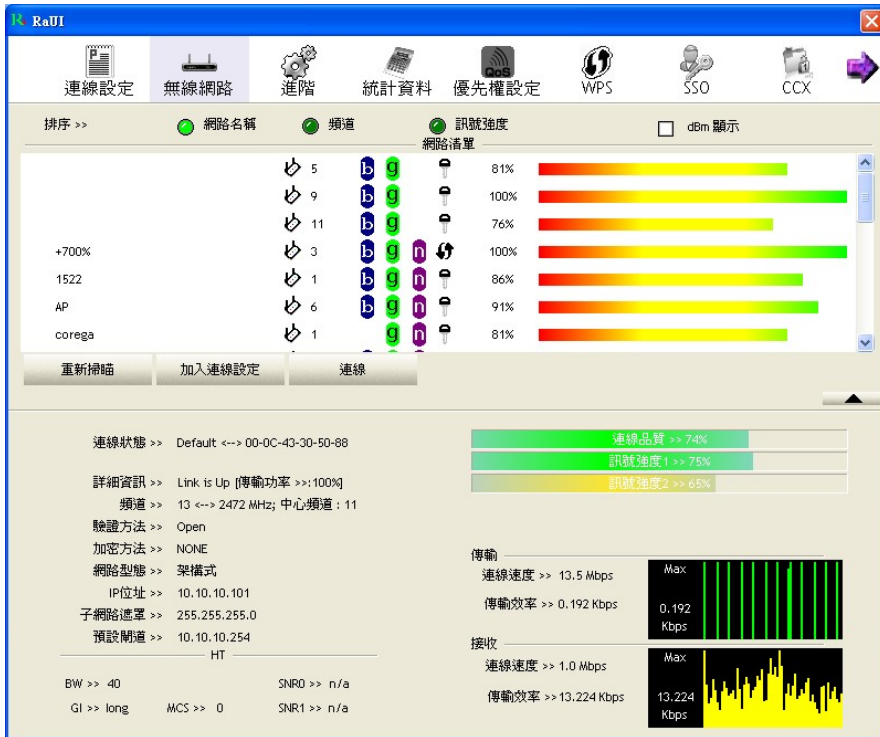 RaUI
連線設定 無線網路 進階 統計資料 優先權設定 WPS SSO CCX
QoS
排序 >> 網路名稱 頻道 訊號強度 dBm 顯示
網路清單
5 b g 81%
9 b g 100%
11 b g 76%
+700% 3 b g n 100%
1522 1 b g n 86%
AP 6 b g n 91%
corega 1 g n 81%
重新掃瞄 加入連線設定 連線
連線狀態 >> Default <--> 00-0C-43-30-50-88
詳細資訊 >> Link is Up [傳輸功率 >>:100%]
頻道 >> 13 <--> 2472 MHz; 中心頻道 : 11
驗證方法 >> Open
加密方法 >> NONE
網路型態 >> 架構式
IP位址 >> 10.10.10.101
子網路遮罩 >> 255.255.255.0
預設閘道 >> 10.10.10.254
HT
BW >> 40 SNR0 >> n/a
GI >> long MCS >> 0 SNR1 >> n/a
連線品質 >> 74%
訊號強度1 >> 75%
訊號強度2 >> 65%
傳輸
連線速度 >> 13.5 Mbps
傳輸效率 >> 0.192 Kbps
Max
0.192
Kbps
接收
連線速度 >> 1.0 Mbps
傳輸效率 >> 13.224 Kbps
Max
13.224
Kbps